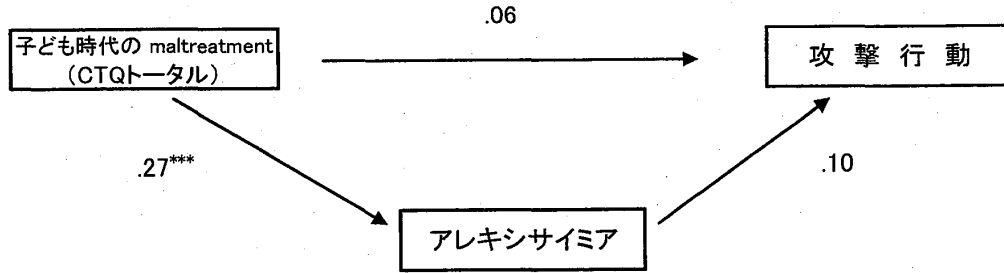 .06
子ども時代の maltreatment
(CTQトータル)
攻 撃 行 動
.27***
.10
アレキシサイミア